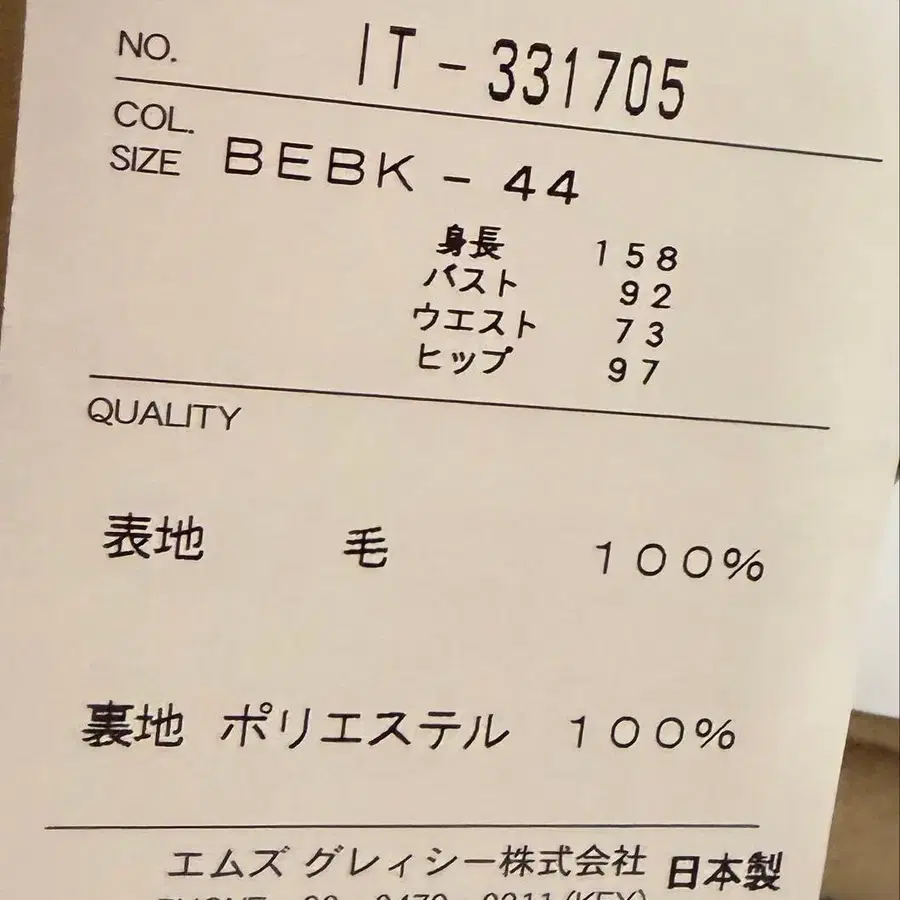 NO. IT-331705
COL.
SIZE BEBK-44
身長 158
バスト 92
ウエスト 73
ヒップ 97
QUALITY
表地 毛 100%
裏地 ポリエステル 100%
エムズ グレィシー株式会社 日本製